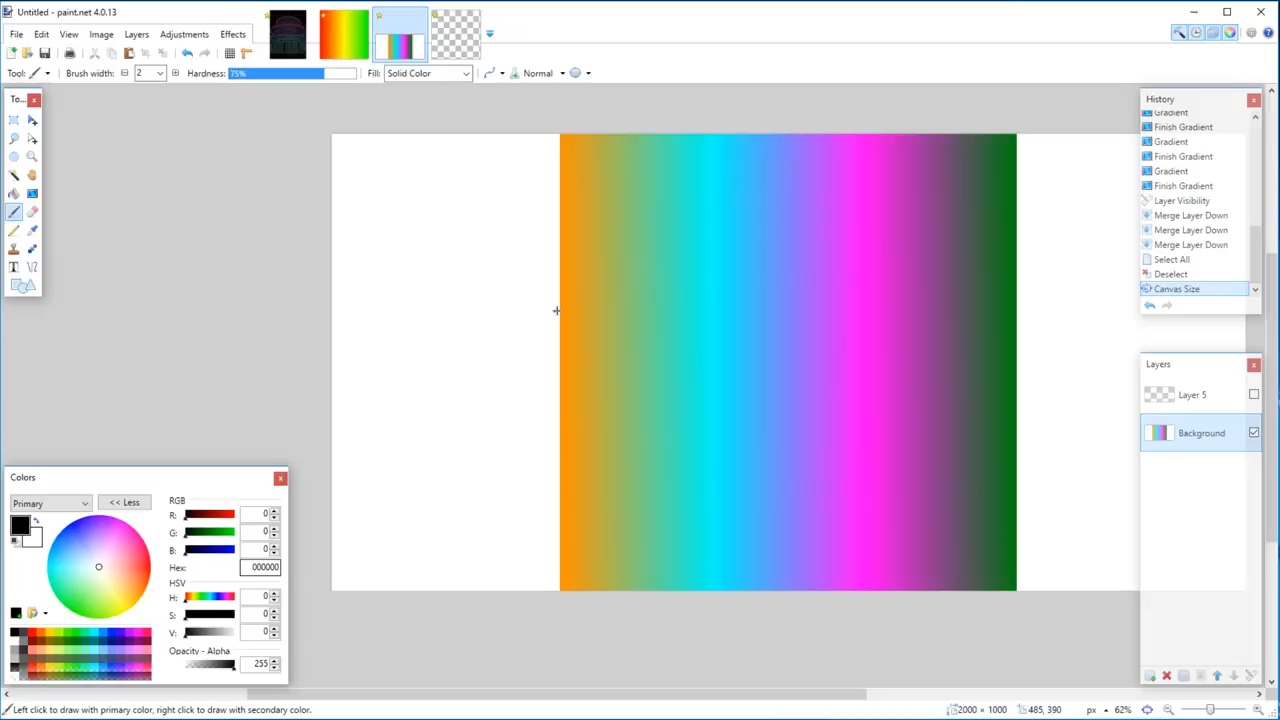 Untitled - paint.net 4.0.13
File Edit View Image Layers Adjustments Effects
Tool: Brush width: 2 Hardness: 75% Fill: Solid Color Normal
To...
History
Gradient
Finish Gradient
Gradient
Finish Gradient
Gradient
Finish Gradient
Layer Visibility
Merge Layer Down
Merge Layer Down
Merge Layer Down
Select All
Deselect
Canvas Size
Layers
Layer 5
Background
Colors
Primary << Less
RGB
R: 0
G: 0
B: 0
Hex: 000000
HSV
H: 0
S: 0
V: 0
Opacity - Alpha
255
Left click to draw with primary color, right click to draw with secondary color. 2000 × 1000 485, 390 px 62%